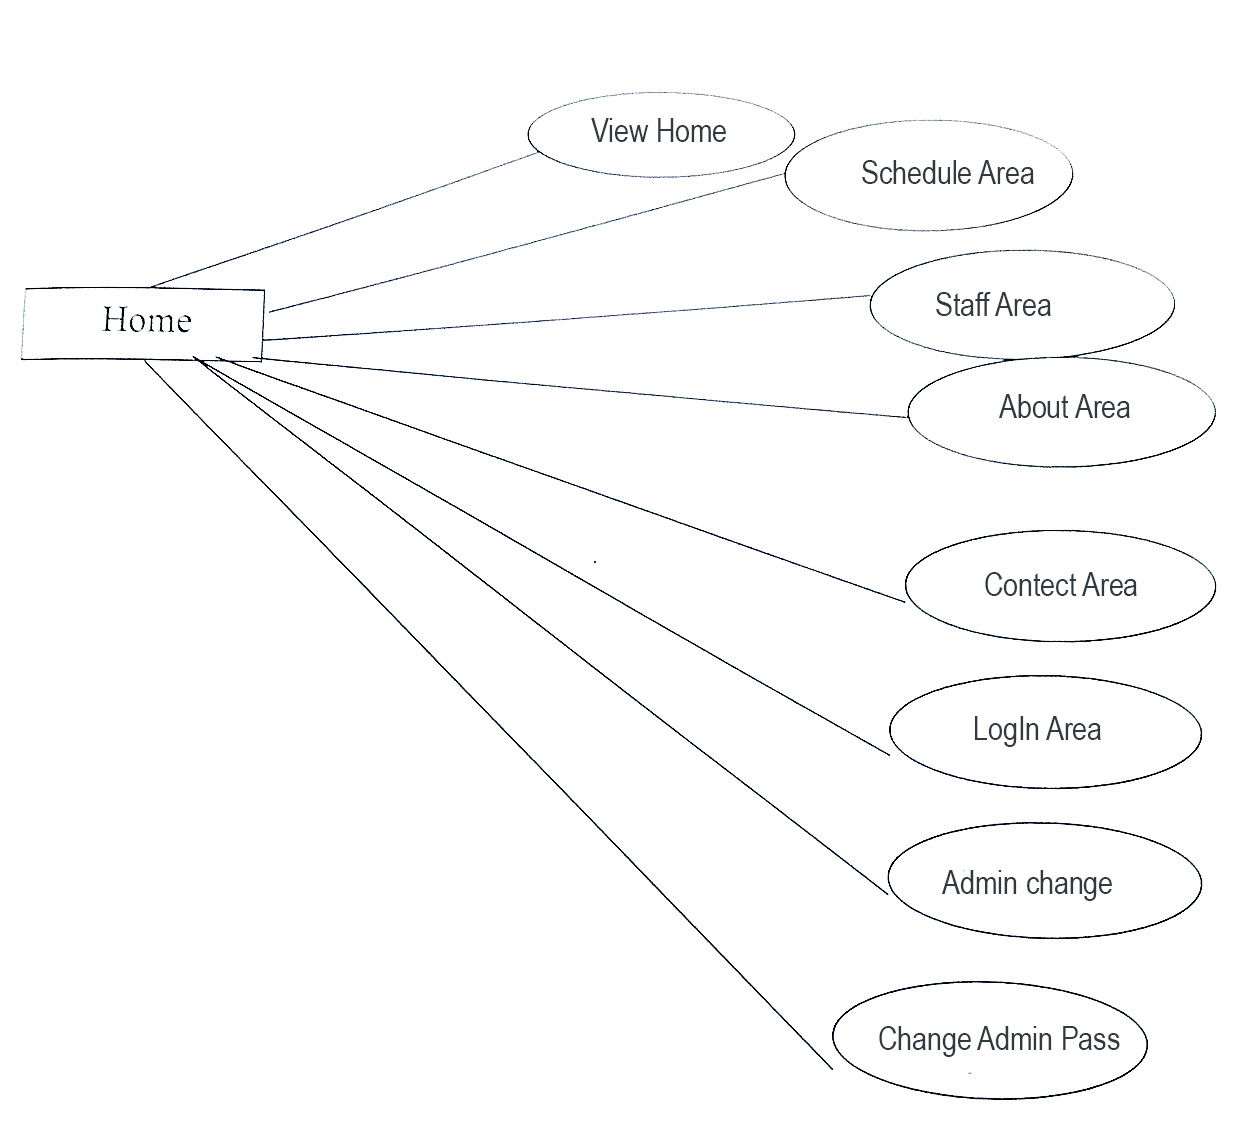 View Home
Schedule Area
Staff Area
Home
About Area
Contect Area
LogIn Area
Admin change
Change Admin Pass